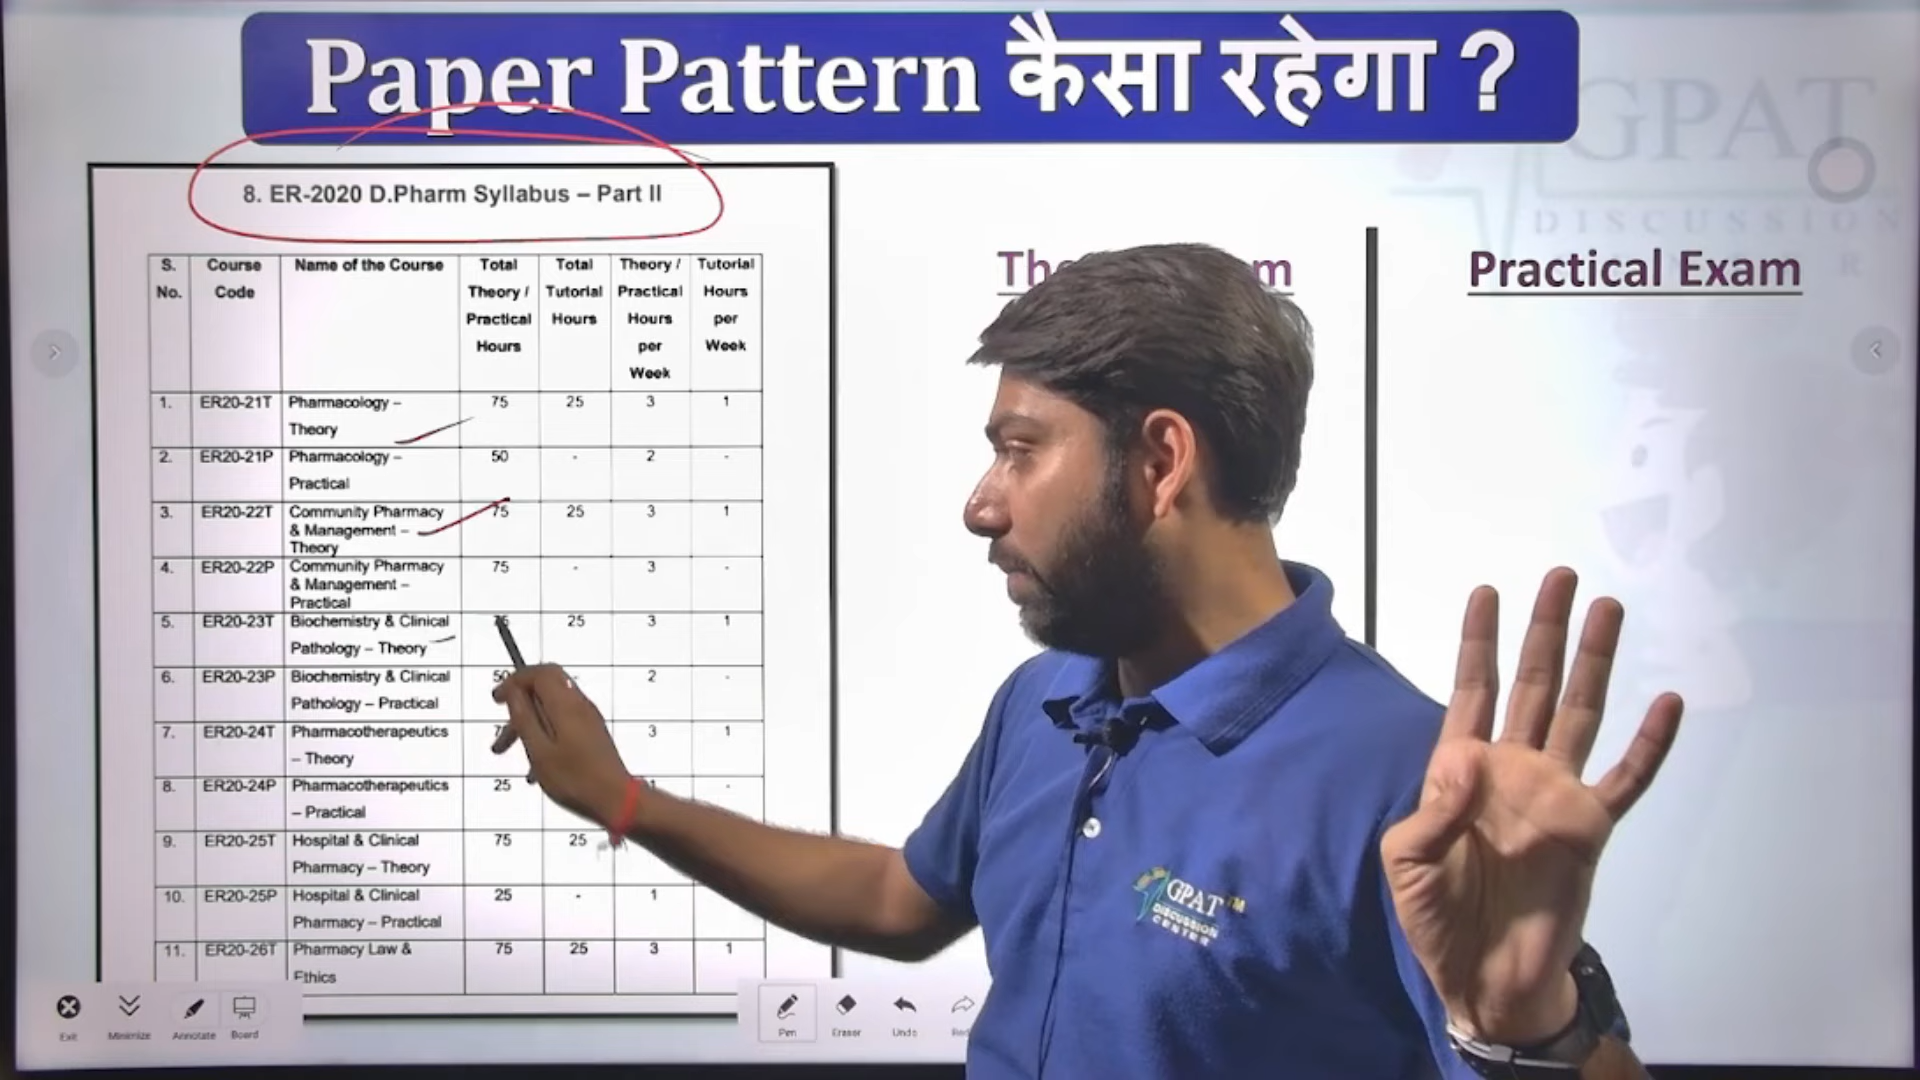 Paper Pattern कैसा रहेगा ?
GPAT
DISCUSSION
8. ER-2020 D.Pharm Syllabus – Part II
S. No. Course Code Name of the Course Total Theory / Practical Hours Total Tutorial Hours Theory / Practical Hours per Week Tutorial Hours per Week
1. ER20-21T Pharmacology – Theory 75 25 3 1
2. ER20-21P Pharmacology – Practical 50 - 2 -
3. ER20-22T Community Pharmacy & Management – Theory 75 25 3 1
4. ER20-22P Community Pharmacy & Management – Practical 75 - 3 -
5. ER20-23T Biochemistry & Clinical Pathology – Theory 75 25 3 1
6. ER20-23P Biochemistry & Clinical Pathology – Practical 50 - 2 -
7. ER20-24T Pharmacotherapeutics – Theory 3 1
8. ER20-24P Pharmacotherapeutics – Practical 25 1 -
9. ER20-25T Hospital & Clinical Pharmacy – Theory 75 25
10. ER20-25P Hospital & Clinical Pharmacy – Practical 25 - 1
11. ER20-26T Pharmacy Law & Ethics 75 25 3 1
Practical Exam
GPAT™
DISCUSSION
CENTER
Exit Minimize Annotate Board
Pen Eraser Undo